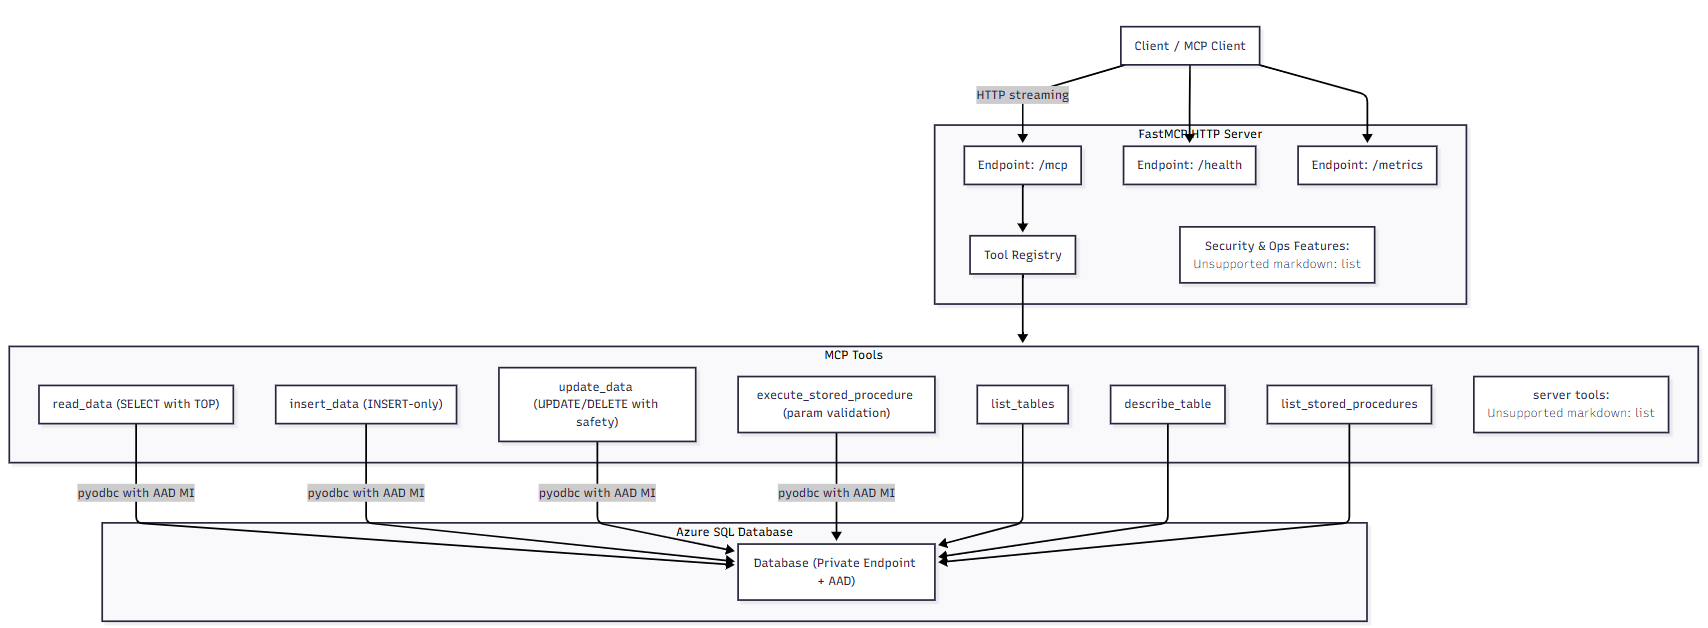 Client / MCP Client
HTTP streaming
FastMCP HTTP Server
Endpoint: /mcp
Endpoint: /health
Endpoint: /metrics
Tool Registry
Security & Ops Features:
Unsupported markdown: list
MCP Tools
read_data (SELECT with TOP)
insert_data (INSERT-only)
update_data
(UPDATE/DELETE with
safety)
execute_stored_procedure
(param validation)
list_tables
describe_table
list_stored_procedures
server tools:
Unsupported markdown: list
pyodbc with AAD MI
pyodbc with AAD MI
pyodbc with AAD MI
pyodbc with AAD MI
Azure SQL Database
Database (Private Endpoint
+ AAD)